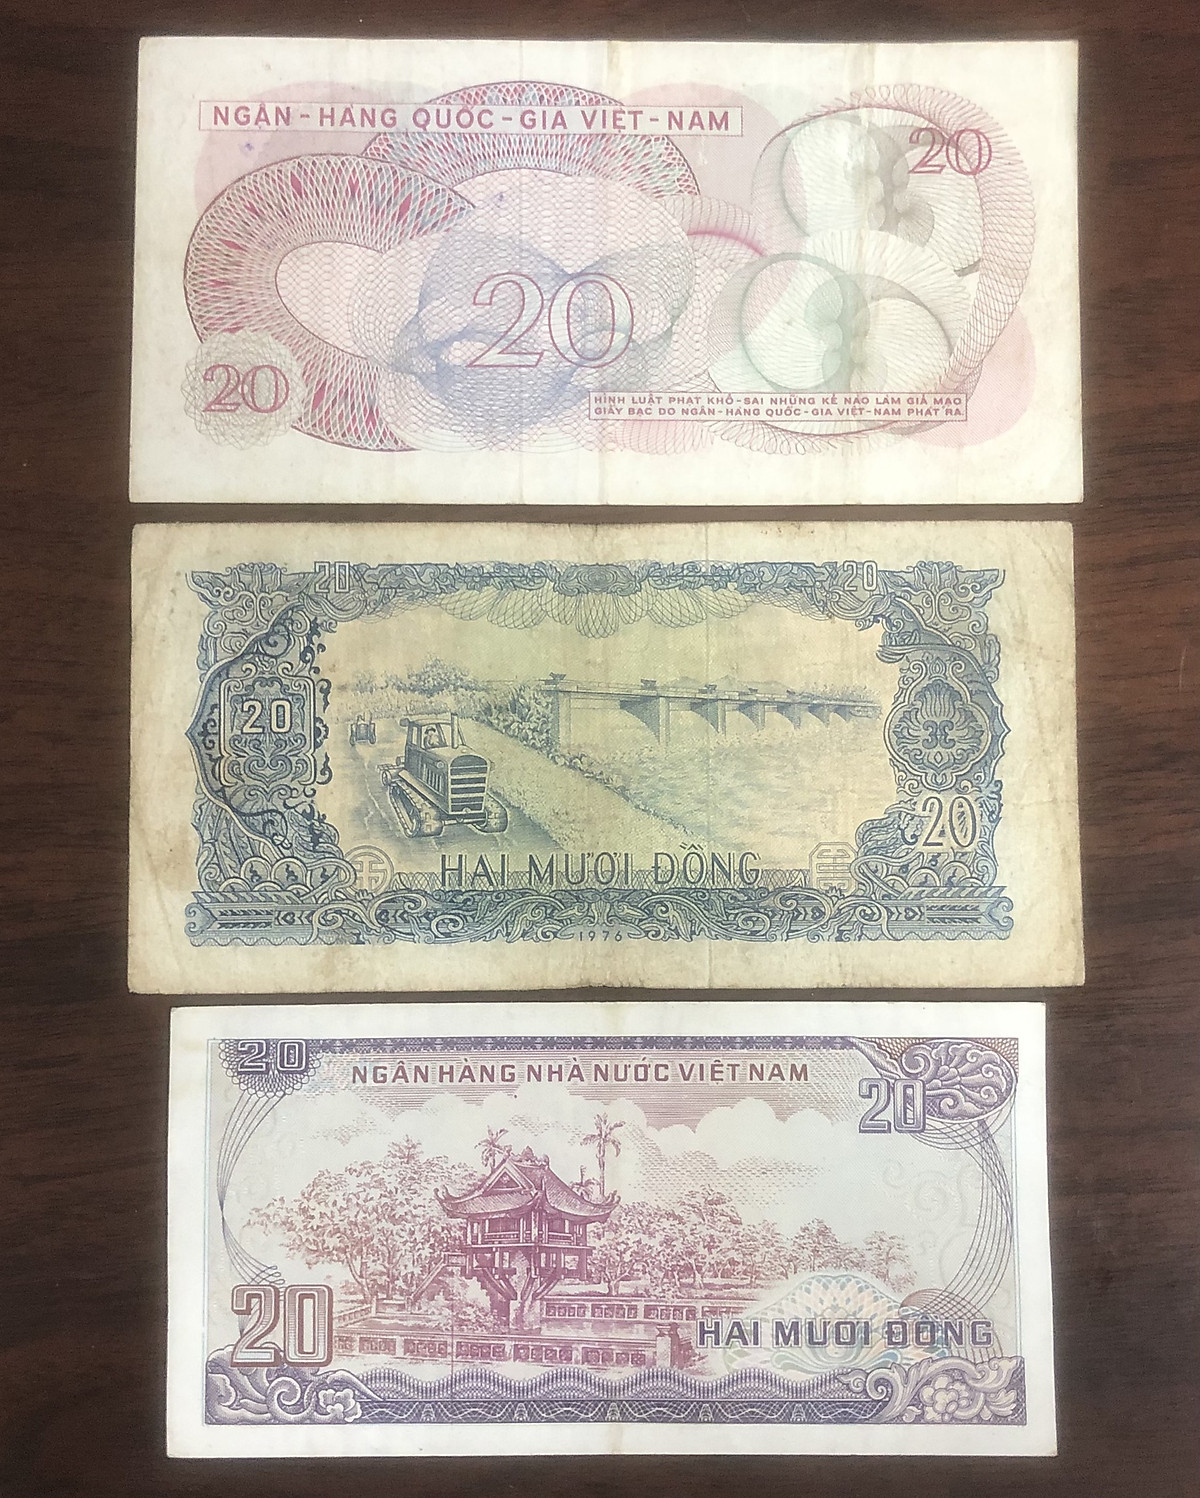 NGÂN-HÀNG QUỐC-GIA VIỆT-NAM
20
20
20
HÌNH LUẬT PHẠT KHỔ-SAI NHỮNG KẺ NÀO LÀM GIẢ MẠO
GIẤY BẠC DO NGÂN-HÀNG QUỐC-GIA VIỆT-NAM PHÁT RA.
20
20
20
20
HAI MƯƠI ĐỒNG
1976
20
NGÂN HÀNG NHÀ NƯỚC VIỆT NAM
20
20
HAI MƯƠI ĐỒNG